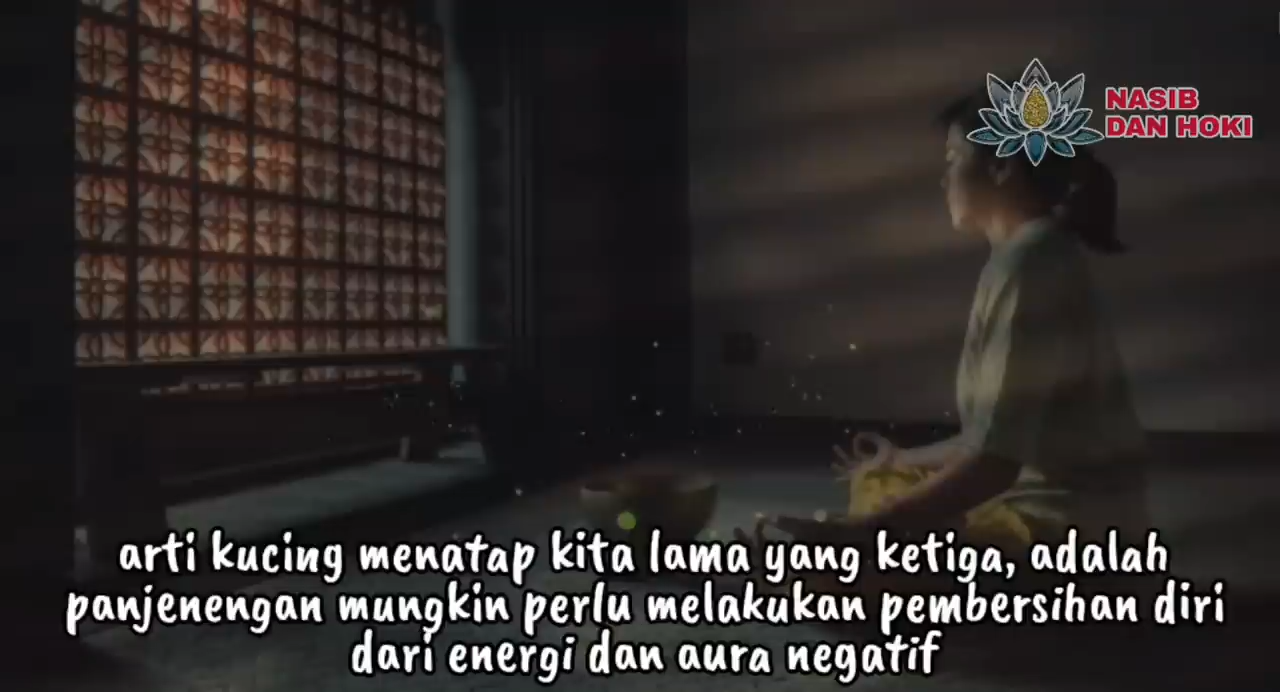 NASIB
DAN HOKI
arti kucing menatap kita lama yang ketiga, adalah
panjenengan mungkin perlu melakukan pembersihan diri
dari energi dan aura negatif